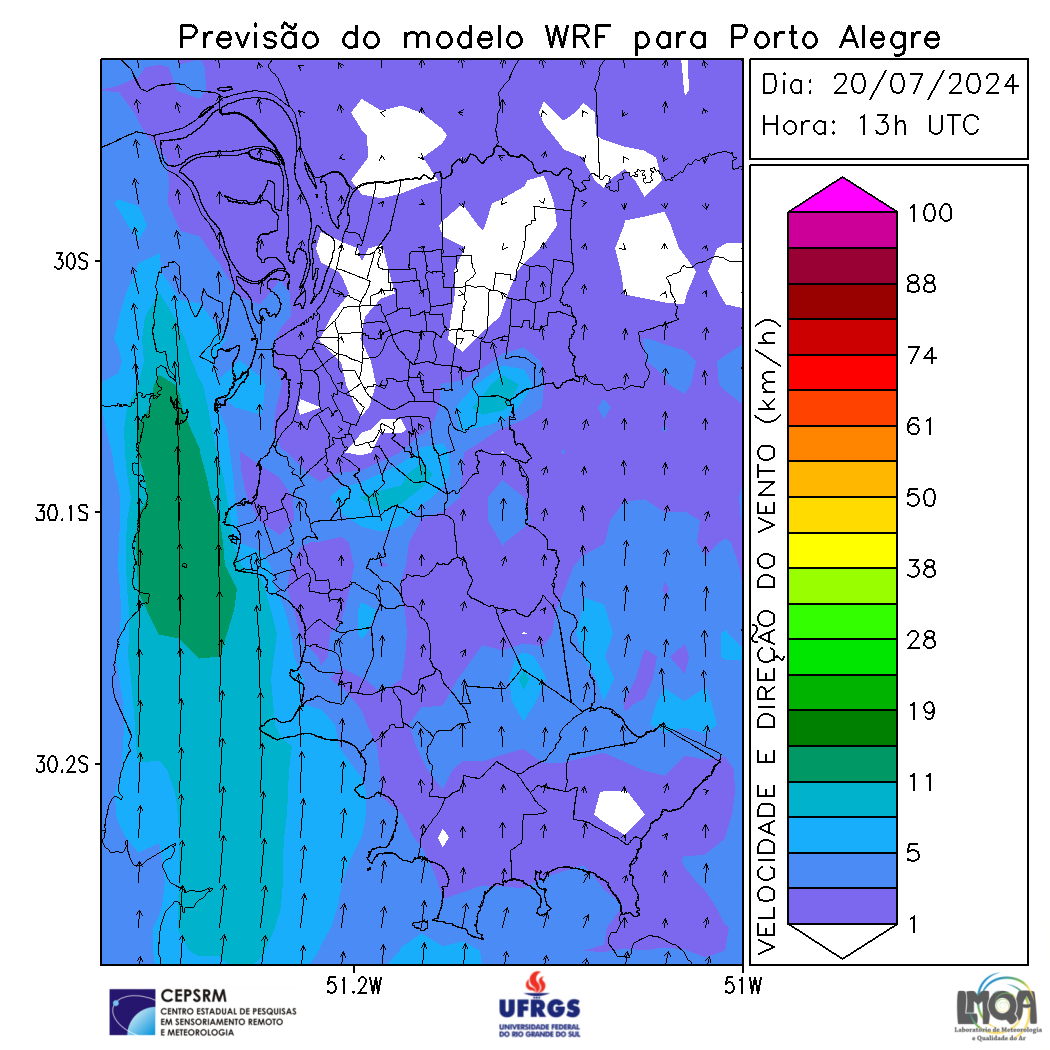 Previsão do modelo WRF para Porto Alegre
Dia: 20/07/2024
Hora: 13h UTC
30S
30.1S
30.2S
51.2W
51W
VELOCIDADE E DIREÇÃO DO VENTO (km/h)
100
88
74
61
50
38
28
19
11
5
1
CEPSRM
CENTRO ESTADUAL DE PESQUISAS
EM SENSORIAMENTO REMOTO
E METEOROLOGIA
UFRGS
UNIVERSIDADE FEDERAL
DO RIO GRANDE DO SUL
LMQA
Laboratório de Meteorologia
e Qualidade do Ar